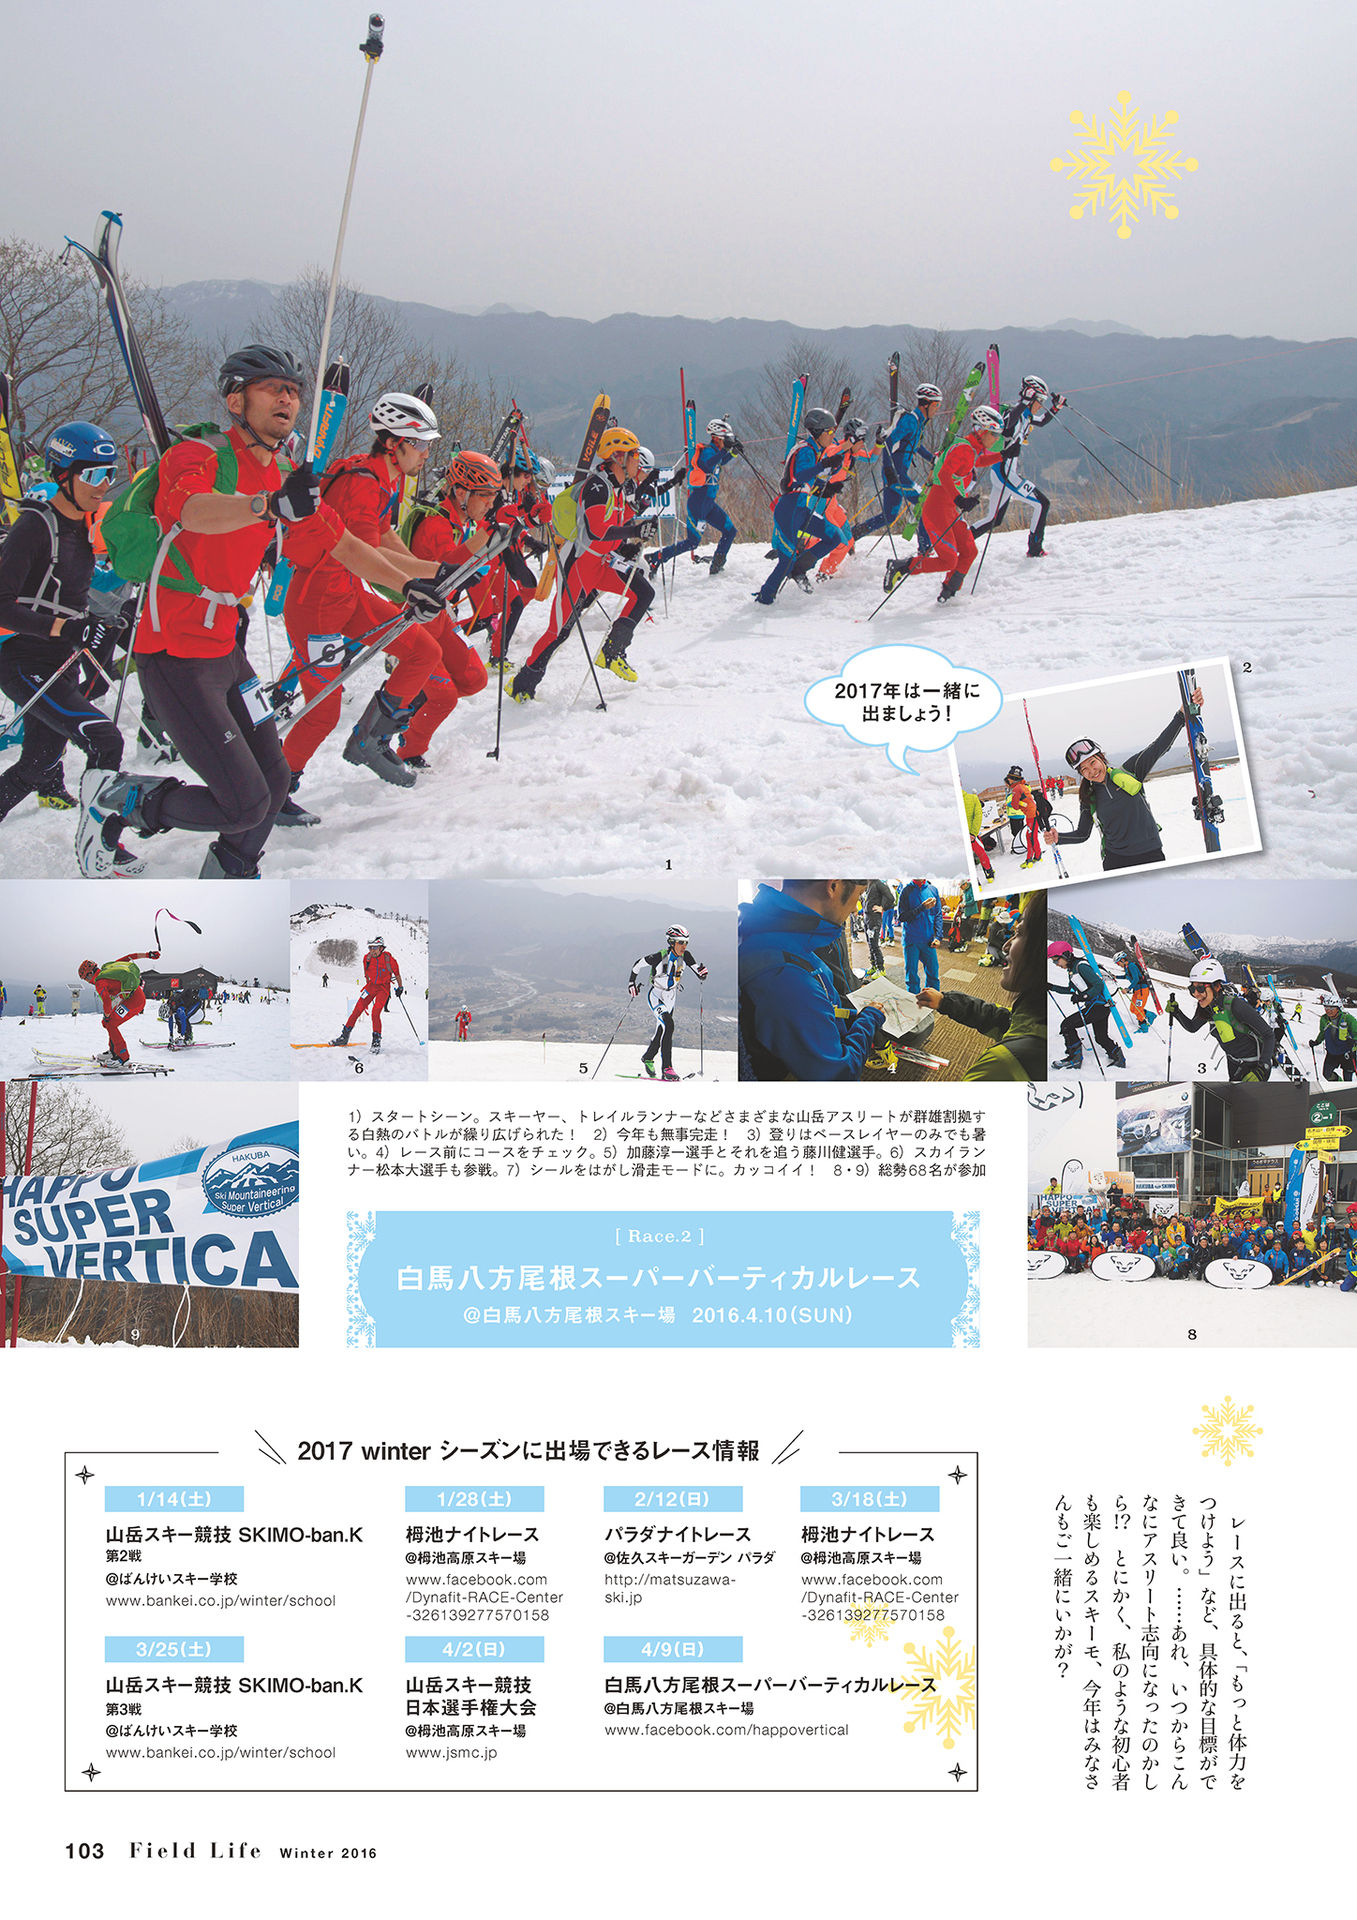 2017年は一緒に
出ましょう！
2
1
7
6
5
4
3
DYNAFIT
VOILE
6
1）スタートシーン。スキーヤー、トレイルランナーなどさまざまな山岳アスリートが群雄割拠す
る白熱のバトルが繰り広げられた！　2）今年も無事完走！　3）登りはベースレイヤーのみでも暑
い。4）レース前にコースをチェック。5）加藤淳一選手とそれを追う藤川健選手。6）スカイラン
ナー松本大選手も参戦。7）シールをはがし滑走モードに。カッコイイ！　8・9）総勢68名が参加
HAKUBA
Ski Mountaineering
Super Vertical
HAPPO
SUPER
VERTICA
9
8
[ Race.2 ]
白馬八方尾根スーパーバーティカルレース
@白馬八方尾根スキー場　2016.4.10（SUN）
2017 winter シーズンに出場できるレース情報
1/14（土）
山岳スキー競技 SKIMO-ban.K
第2戦
@ばんけいスキー学校
www.bankei.co.jp/winter/school
1/28（土）
栂池ナイトレース
@栂池高原スキー場
www.facebook.com
/Dynafit-RACE-Center
-326139277570158
2/12（日）
パラダナイトレース
@佐久スキーガーデン パラダ
http://matsuzawa-
ski.jp
3/18（土）
栂池ナイトレース
@栂池高原スキー場
www.facebook.com
/Dynafit-RACE-Center
-326139277570158
3/25（土）
山岳スキー競技 SKIMO-ban.K
第3戦
@ばんけいスキー学校
www.bankei.co.jp/winter/school
4/2（日）
山岳スキー競技
日本選手権大会
@栂池高原スキー場
www.jsmc.jp
4/9（日）
白馬八方尾根スーパーバーティカルレース
@白馬八方尾根スキー場
www.facebook.com/happovertical
レースに出ると、「もっと体力を
つけよう」など、具体的な目標がで
きて良い。……あれ、いつからこん
なにアスリート志向になったのかし
ら!?　とにかく、私のような初心者
も楽しめるスキーモ、今年はみなさ
んもご一緒にいかが？
103 Field Life Winter 2016